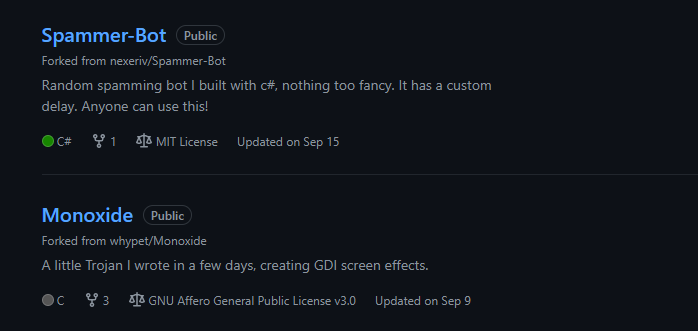 Spammer-Bot Public
Forked from nexeriv/Spammer-Bot
Random spamming bot I built with c#, nothing too fancy. It has a custom
delay. Anyone can use this!
C# 1 MIT License Updated on Sep 15
Monoxide Public
Forked from whypet/Monoxide
A little Trojan I wrote in a few days, creating GDI screen effects.
C 3 GNU Affero General Public License v3.0 Updated on Sep 9